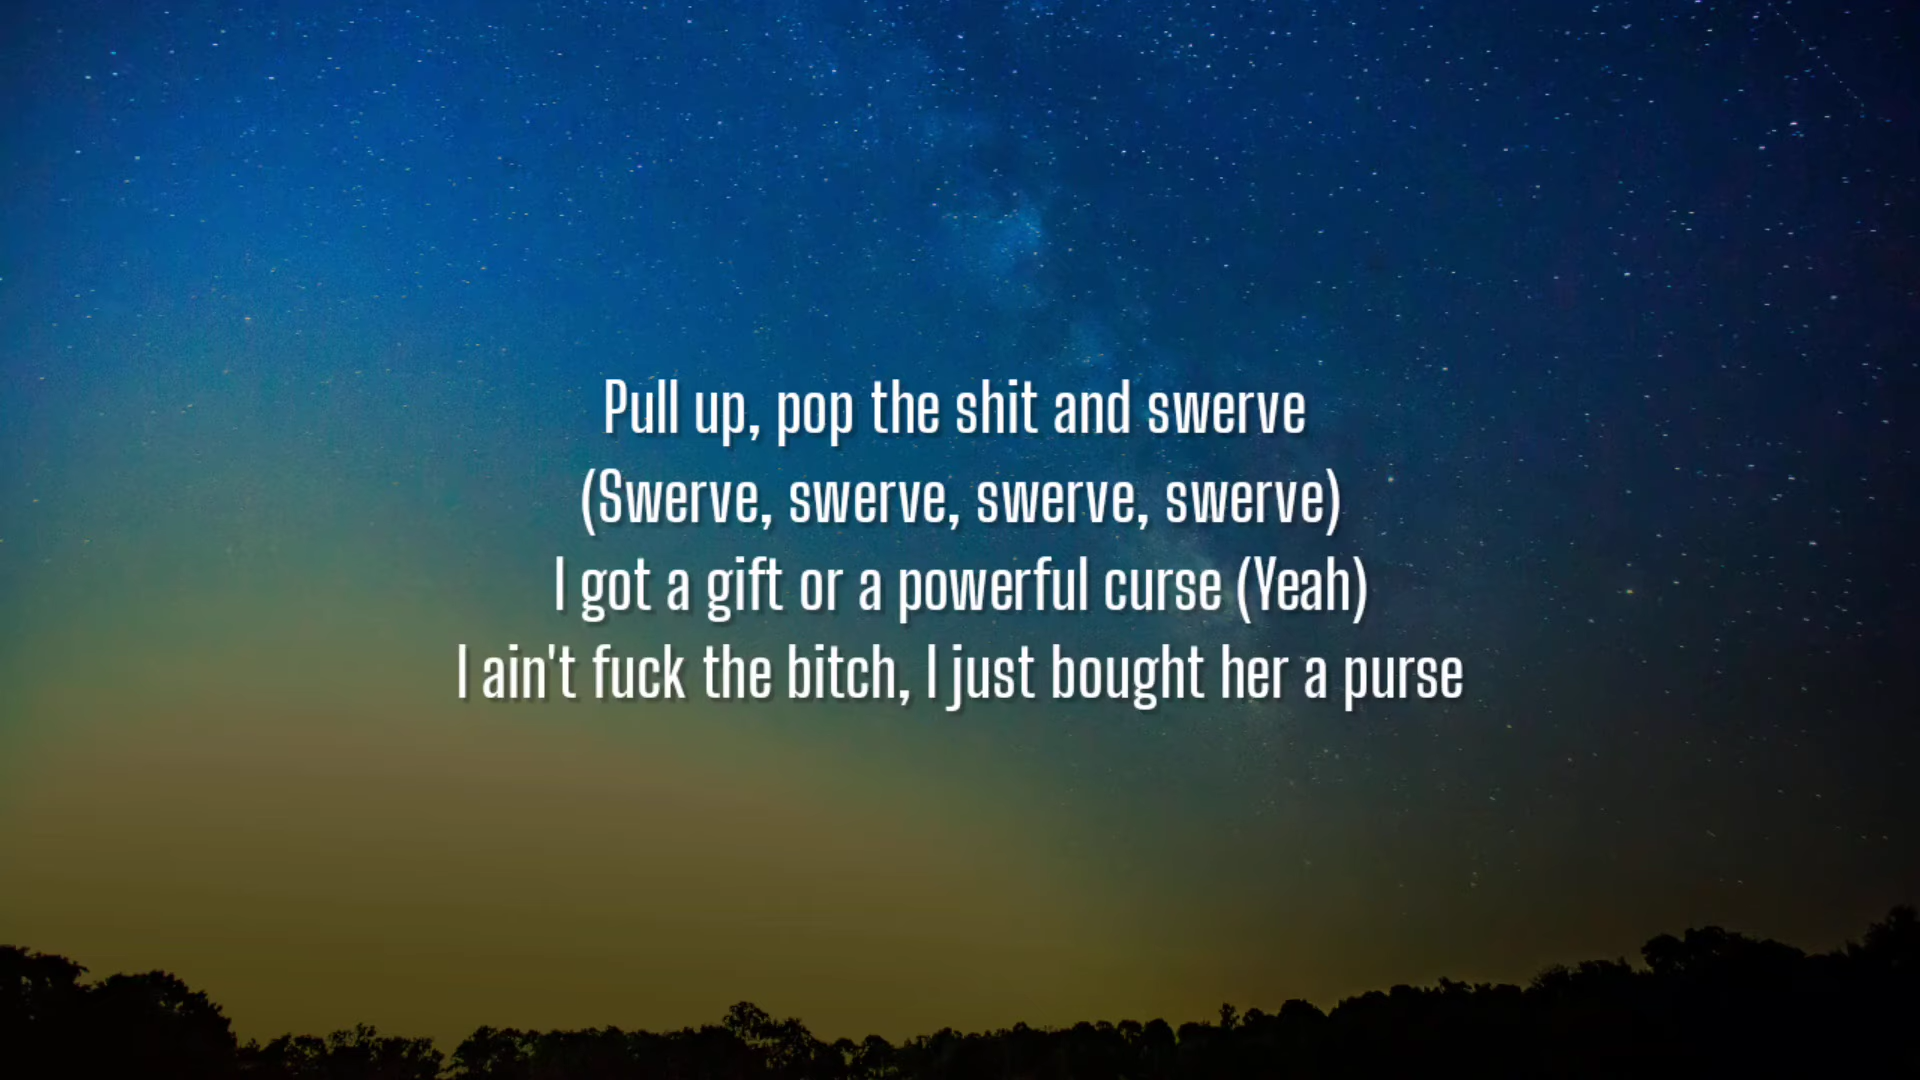 Pull up, pop the shit and swerve
(Swerve, swerve, swerve, swerve)
I got a gift or a powerful curse (Yeah)
I ain't fuck the bitch, I just bought her a purse